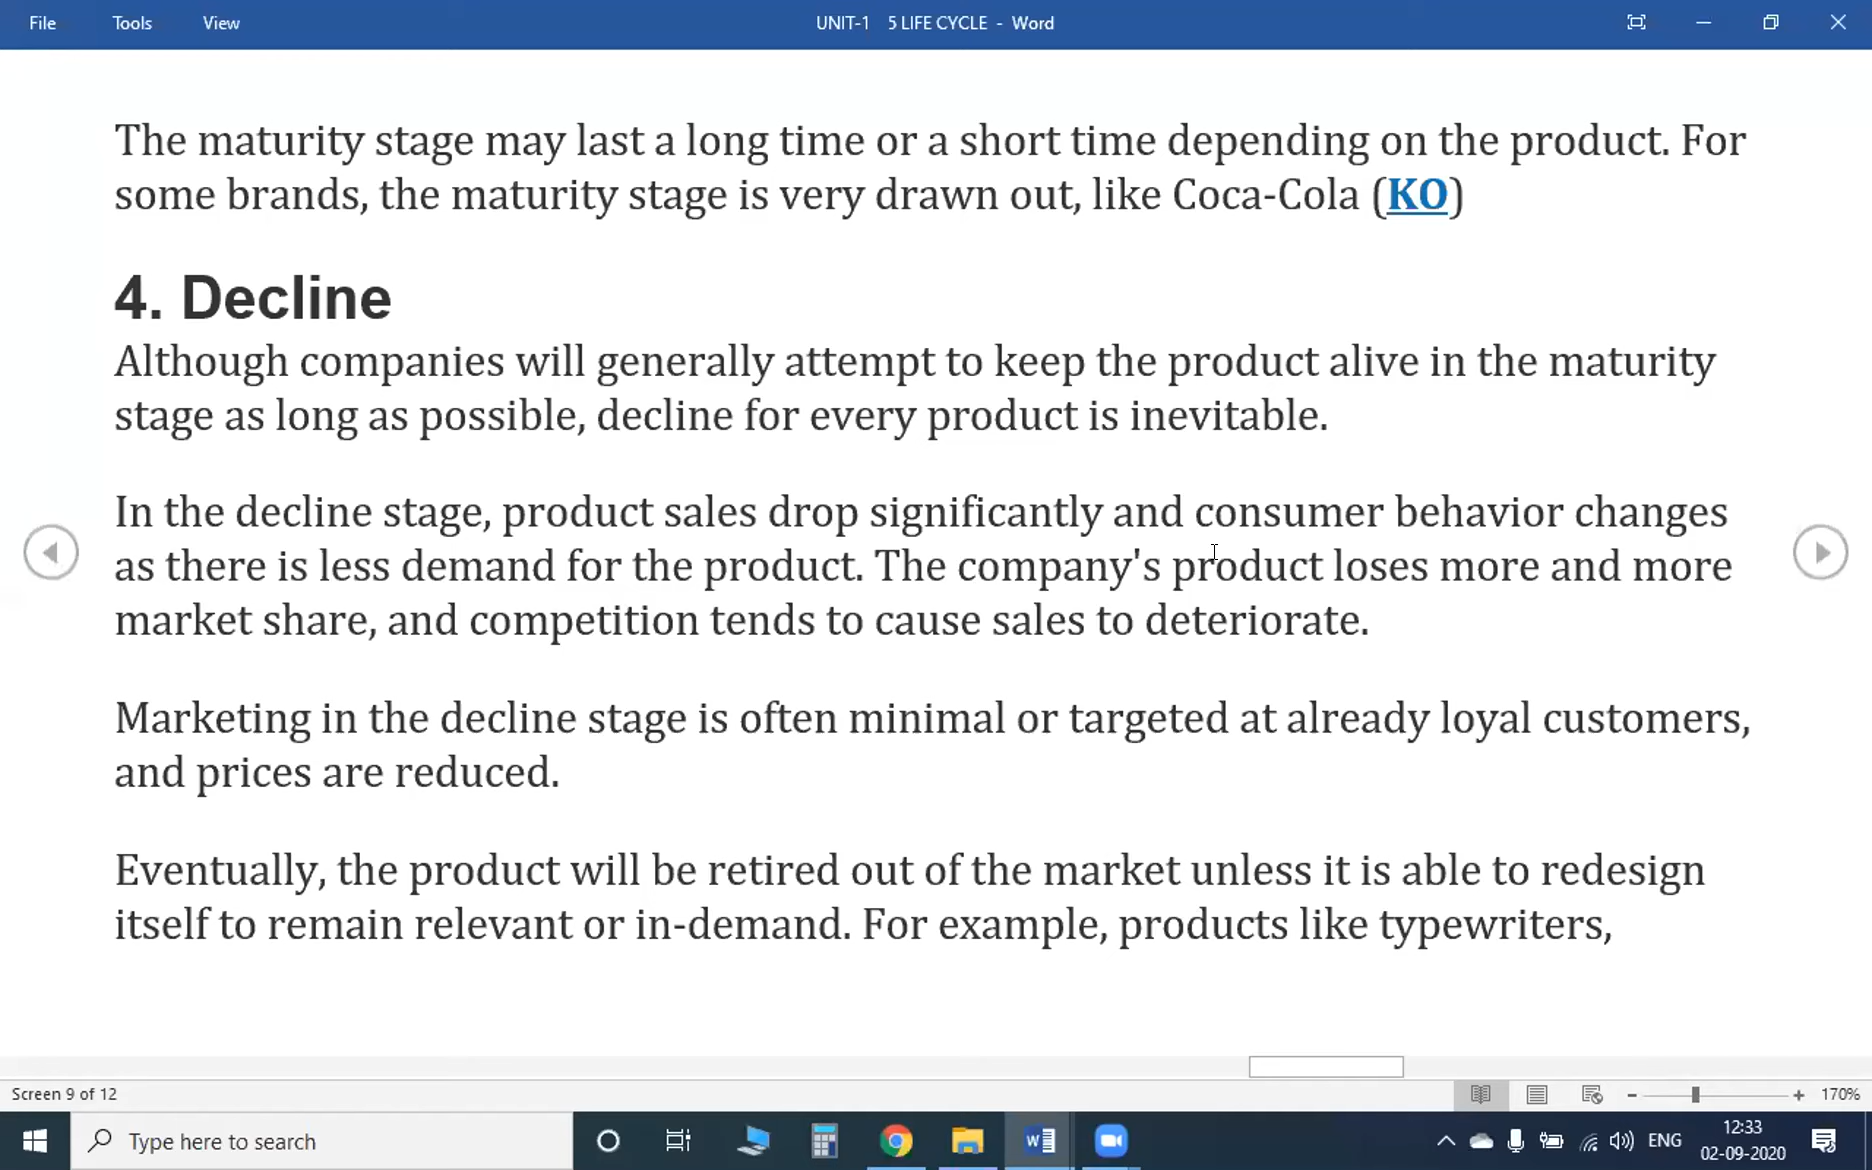 File Tools View UNIT-1 5 LIFE CYCLE - Word
The maturity stage may last a long time or a short time depending on the product. For
some brands, the maturity stage is very drawn out, like Coca-Cola (KO)
4. Decline
Although companies will generally attempt to keep the product alive in the maturity
stage as long as possible, decline for every product is inevitable.
In the decline stage, product sales drop significantly and consumer behavior changes
as there is less demand for the product. The company's product loses more and more
market share, and competition tends to cause sales to deteriorate.
Marketing in the decline stage is often minimal or targeted at already loyal customers,
and prices are reduced.
Eventually, the product will be retired out of the market unless it is able to redesign
itself to remain relevant or in-demand. For example, products like typewriters,
Screen 9 of 12 170%
Type here to search ENG 12:33
02-09-2020